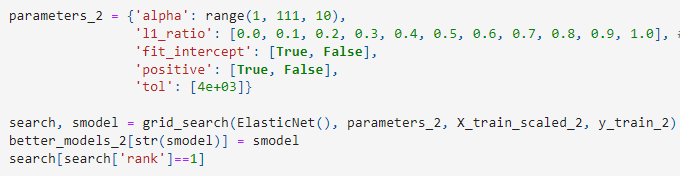 parameters_2 = {'alpha': range(1, 111, 10),
'l1_ratio': [0.0, 0.1, 0.2, 0.3, 0.4, 0.5, 0.6, 0.7, 0.8, 0.9, 1.0], #
'fit_intercept': [True, False],
'positive': [True, False],
'tol': [4e+03]}
search, smodel = grid_search(ElasticNet(), parameters_2, X_train_scaled_2, y_train_2)
better_models_2[str(smodel)] = smodel
search[search['rank']==1]